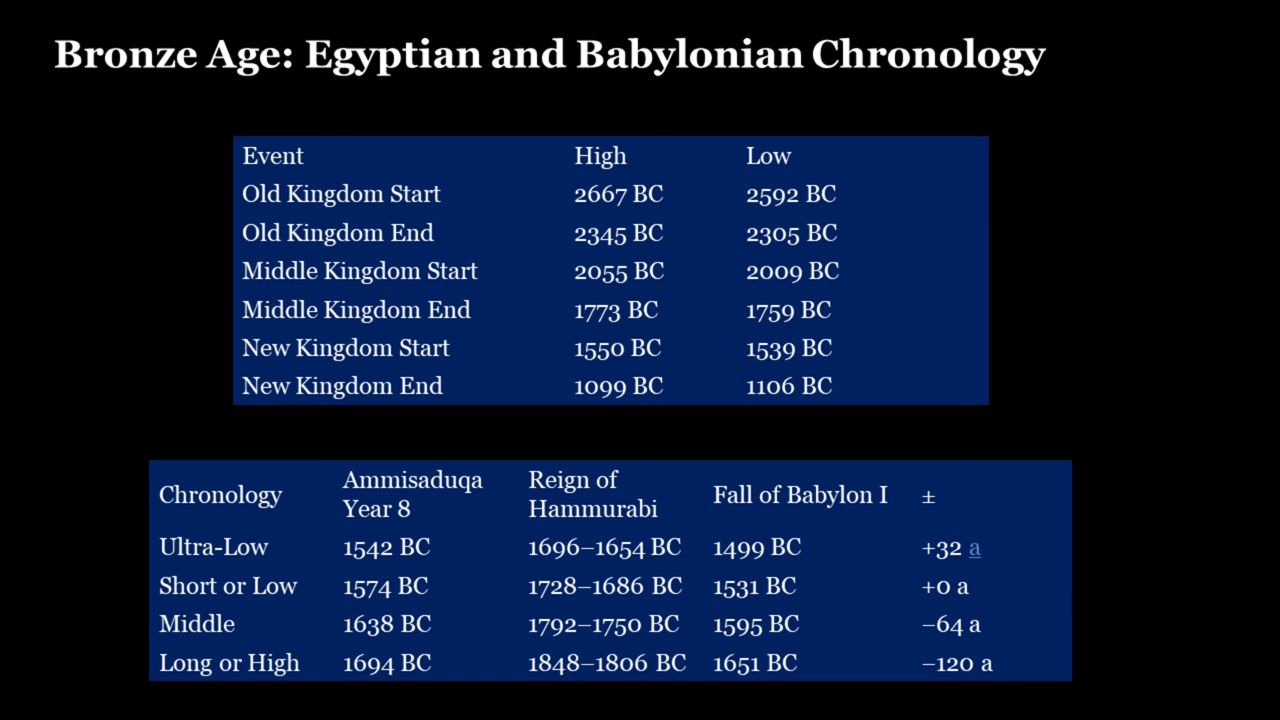 Bronze Age: Egyptian and Babylonian Chronology
Event High Low
Old Kingdom Start 2667 BC 2592 BC
Old Kingdom End 2345 BC 2305 BC
Middle Kingdom Start 2055 BC 2009 BC
Middle Kingdom End 1773 BC 1759 BC
New Kingdom Start 1550 BC 1539 BC
New Kingdom End 1099 BC 1106 BC
Chronology Ammisaduqa Year 8 Reign of Hammurabi Fall of Babylon I ±
Ultra-Low 1542 BC 1696–1654 BC 1499 BC +32 a
Short or Low 1574 BC 1728–1686 BC 1531 BC +0 a
Middle 1638 BC 1792–1750 BC 1595 BC −64 a
Long or High 1694 BC 1848–1806 BC 1651 BC −120 a